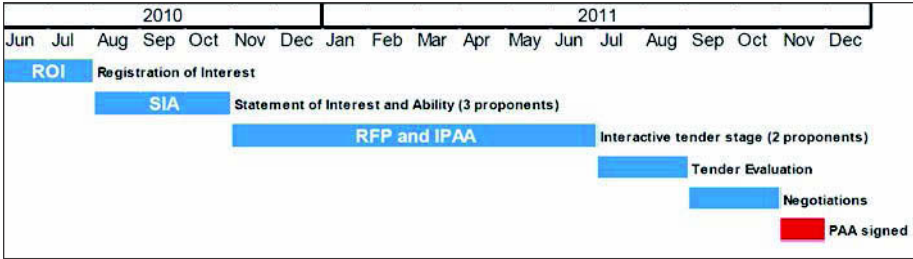 2010 2011
Jun Jul Aug Sep Oct Nov Dec Jan Feb Mar Apr May Jun Jul Aug Sep Oct Nov Dec
ROI Registration of Interest
SIA Statement of Interest and Ability (3 proponents)
RFP and IPAA Interactive tender stage (2 proponents)
Tender Evaluation
Negotiations
PAA signed